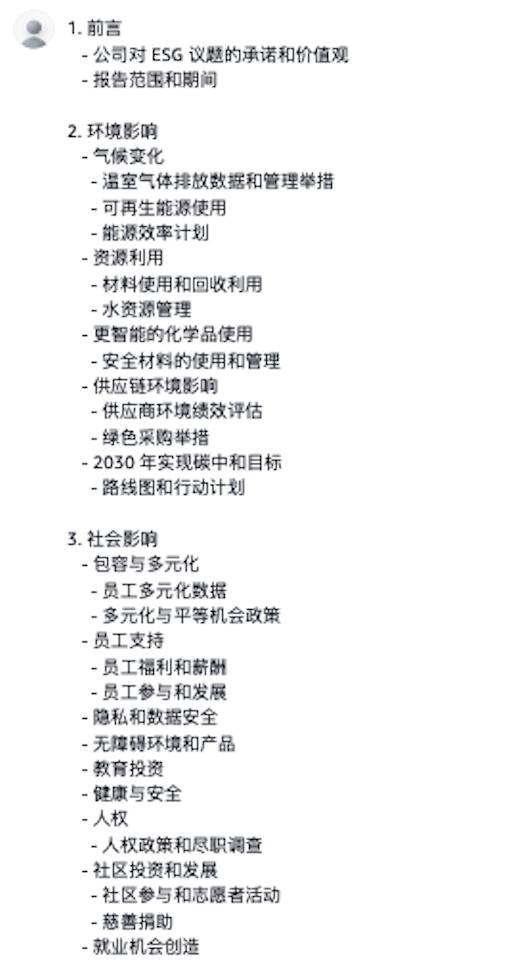 1. 前言
- 公司对 ESG 议题的承诺和价值观
- 报告范围和期间
2. 环境影响
- 气候变化
- 温室气体排放数据和管理举措
- 可再生能源使用
- 能源效率计划
- 资源利用
- 材料使用和回收利用
- 水资源管理
- 更智能的化学品使用
- 安全材料的使用和管理
- 供应链环境影响
- 供应商环境绩效评估
- 绿色采购举措
- 2030 年实现碳中和目标
- 路线图和行动计划
3. 社会影响
- 包容与多元化
- 员工多元化数据
- 多元化与平等机会政策
- 员工支持
- 员工福利和薪酬
- 员工参与和发展
- 隐私和数据安全
- 无障碍环境和产品
- 教育投资
- 健康与安全
- 人权
- 人权政策和尽职调查
- 社区投资和发展
- 社区参与和志愿者活动
- 慈善捐助
- 就业机会创造